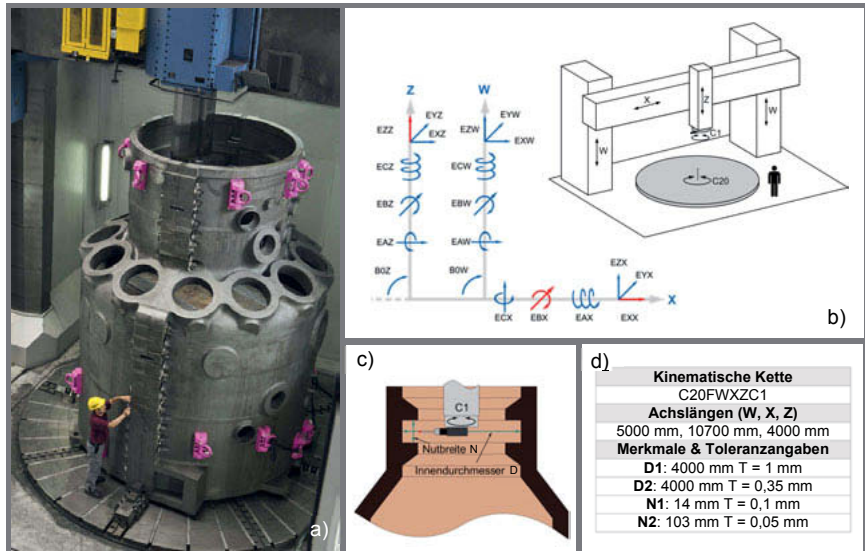 a)
b)
Z
W
EYZ
EZZ
EXZ
EYW
EZW
EXW
ECZ
ECW
EBZ
EBW
EAZ
EAW
B0Z
B0W
ECX
EBX
EAX
EZX
EYX
EXX
X
X
Z
W
W
C1
C20
c)
C1
Nutbreite N
Innendurchmesser D
d)
Kinematische Kette
C20FWXZC1
Achslängen (W, X, Z)
5000 mm, 10700 mm, 4000 mm
Merkmale & Toleranzangaben
D1: 4000 mm T = 1 mm
D2: 4000 mm T = 0,35 mm
N1: 14 mm T = 0,1 mm
N2: 103 mm T = 0,05 mm